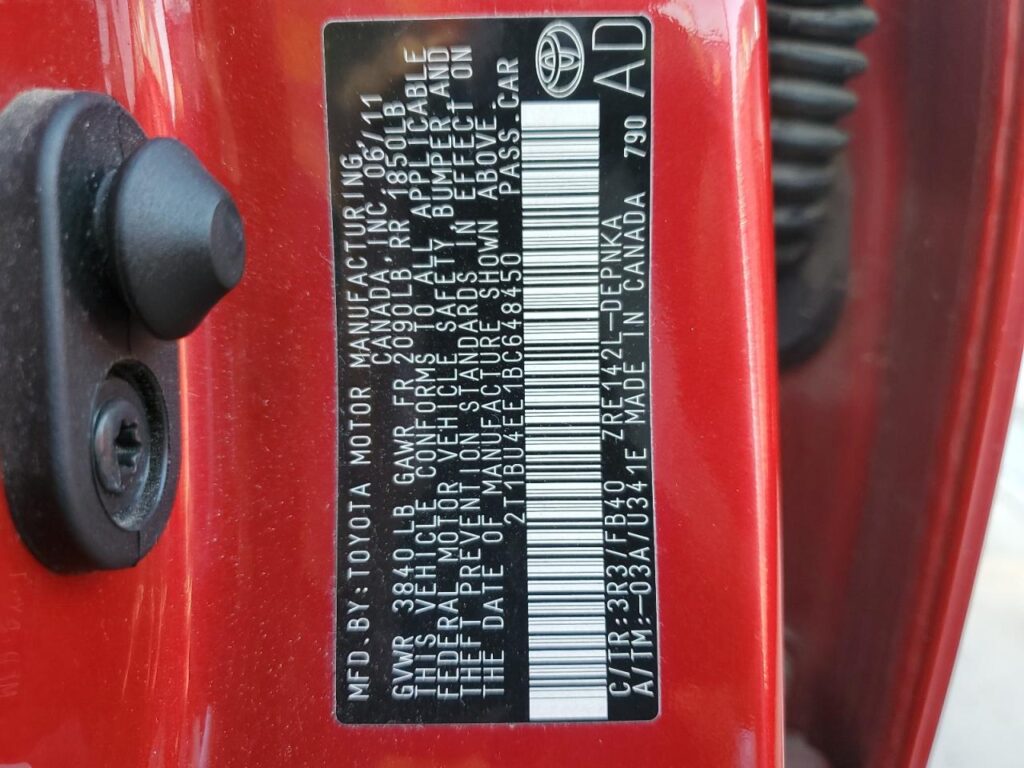 MFD.BY:TOYOTA MOTOR MANUFACTURING,
CANADA,INC. 06/11
GVWR 3840LB GAWR FR 2090LB RR 1850LB
THIS VEHICLE CONFORMS TO ALL APPLICABLE
FEDERAL MOTOR VEHICLE SAFETY, BUMPER AND
THEFT PREVENTION STANDARDS IN EFFECT ON
THE DATE OF MANUFACTURE SHOWN ABOVE.
2T1BU4EE1BC648450 PASS.CAR
C/TR:3R3/FB40 ZRE142L-DEPNKA
A/TM:-03A/U341E MADE IN CANADA 790
AD